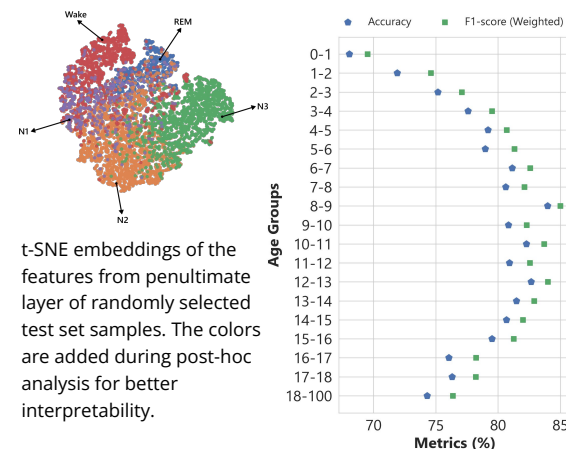 Wake
REM
N3
N1
N2
t-SNE embeddings of the
features from penultimate
layer of randomly selected
test set samples. The colors
are added during post-hoc
analysis for better
interpretability.
Accuracy
F1-score (Weighted)
Age Groups
0-1
1-2
2-3
3-4
4-5
5-6
6-7
7-8
8-9
9-10
10-11
11-12
12-13
13-14
14-15
15-16
16-17
17-18
18-100
70 75 80 85
Metrics (%)